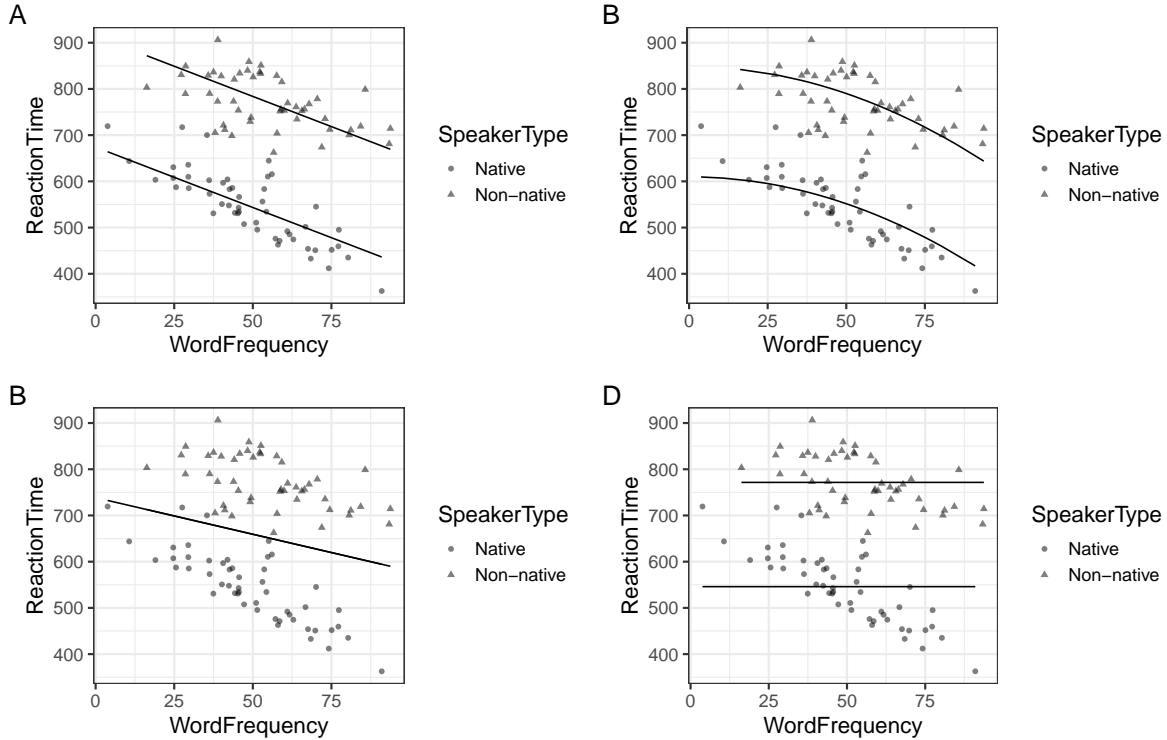 A
900
800
700
600
500
400
ReactionTime
0 25 50 75
WordFrequency
SpeakerType
Native
Non−native
B
900
800
700
600
500
400
ReactionTime
0 25 50 75
WordFrequency
SpeakerType
Native
Non−native
B
900
800
700
600
500
400
ReactionTime
0 25 50 75
WordFrequency
SpeakerType
Native
Non−native
D
900
800
700
600
500
400
ReactionTime
0 25 50 75
WordFrequency
SpeakerType
Native
Non−native